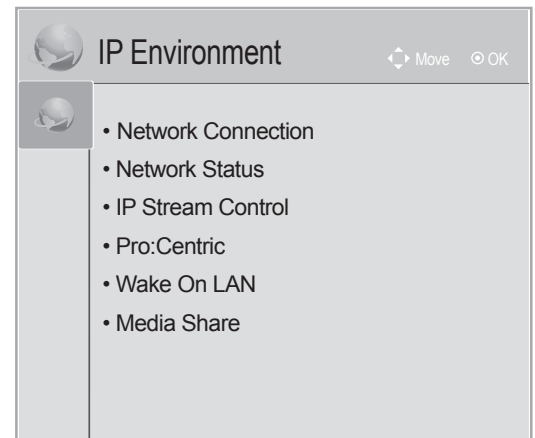 IP Environment
Move OK
• Network Connection
• Network Status
• IP Stream Control
• Pro:Centric
• Wake On LAN
• Media Share